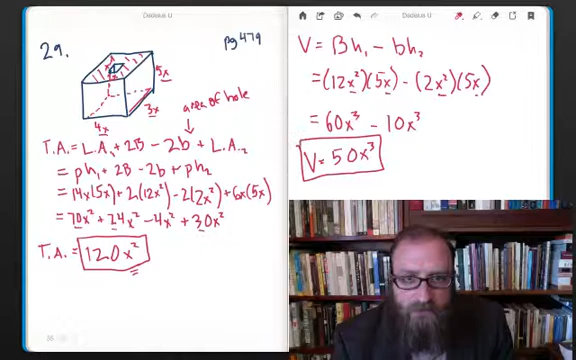 Dadalus U
Dadalus U
29.
pg 479
5x
3x
4x
area of hole
T.A. = L.A.₁ + 2B - 2b + L.A.₂
= ph₁ + 2B - 2b + ph₂
= 14x(5x) + 2(12x²) - 2(2x²) + 6x(5x)
= 70x² + 24x² - 4x² + 30x²
T.A. = 120x²
V = Bh₁ - bh₂
= (12x²)(5x) - (2x²)(5x)
= 60x³ - 10x³
V = 50x³